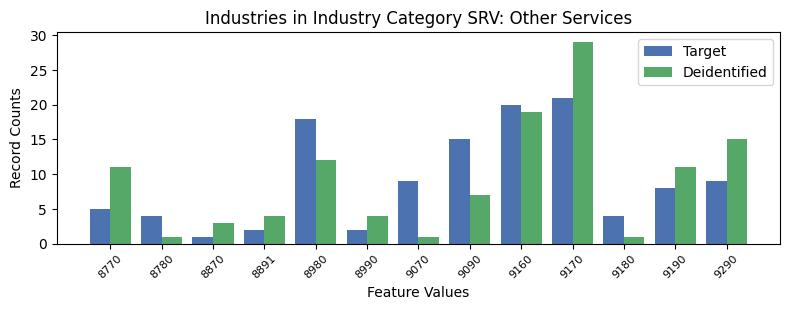 Industries in Industry Category SRV: Other Services
Record Counts
30
25
20
15
10
5
0
Target
Deidentified
8770 8780 8870 8891 8980 8990 9070 9090 9160 9170 9180 9190 9290
Feature Values